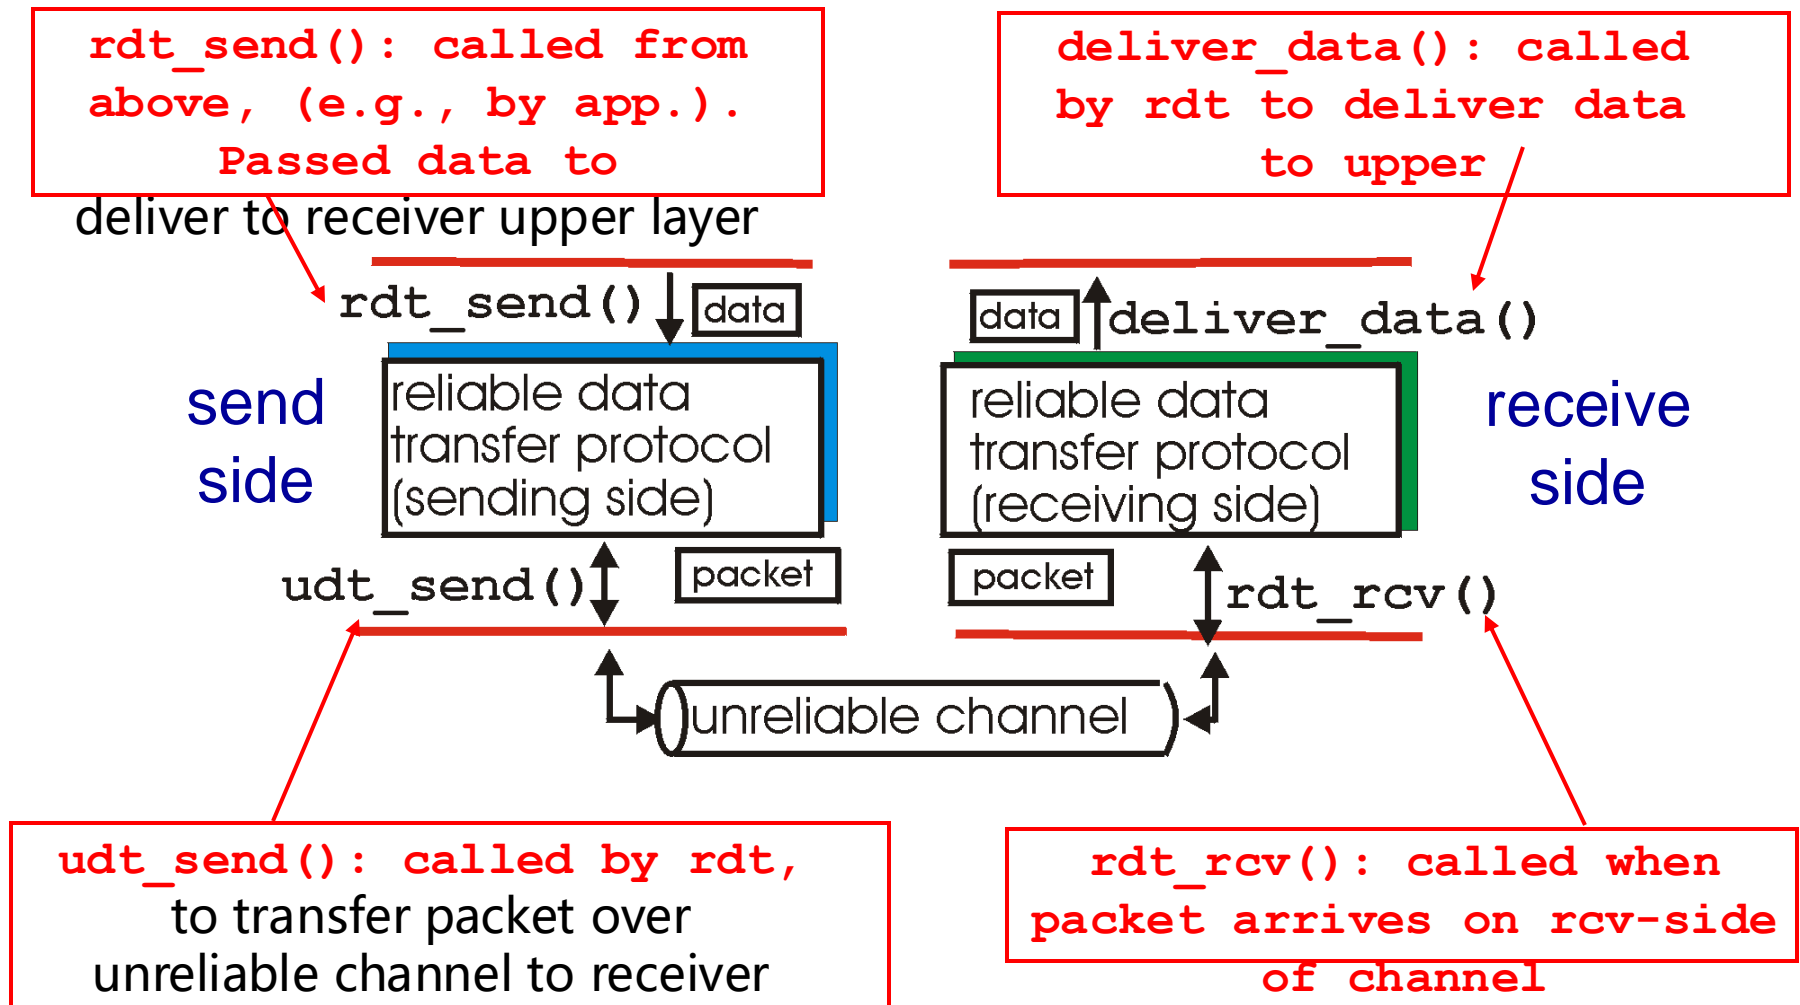 rdt_send(): called from
above, (e.g., by app.).
Passed data to
deliver to receiver upper layer
deliver_data(): called
by rdt to deliver data
to upper
rdt_send()
data
data
deliver_data()
send
side
reliable data
transfer protocol
(sending side)
reliable data
transfer protocol
(receiving side)
receive
side
udt_send()
packet
packet
rdt_rcv()
unreliable channel
udt_send(): called by rdt,
to transfer packet over
unreliable channel to receiver
rdt_rcv(): called when
packet arrives on rcv-side
of channel